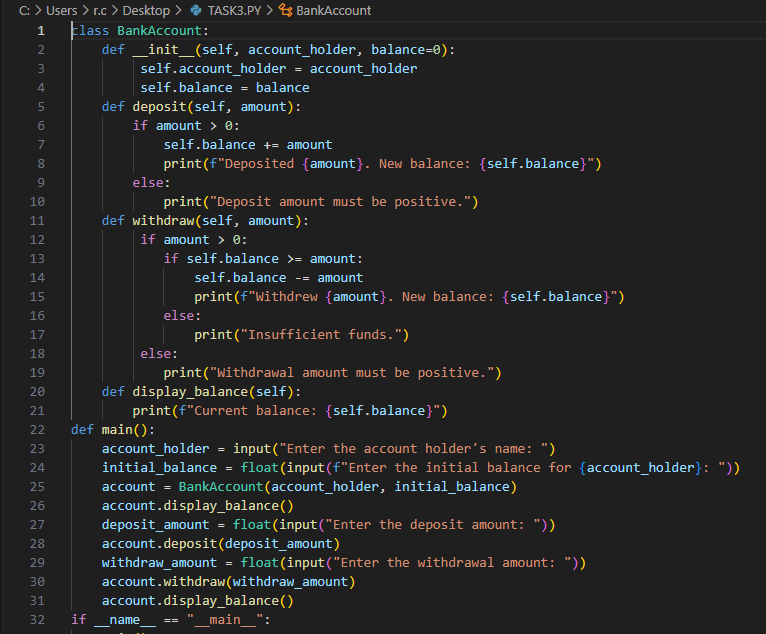 C: > Users > r.c > Desktop > TASK3.PY > BankAccount
1 class BankAccount:
2     def __init__(self, account_holder, balance=0):
3          self.account_holder = account_holder
4          self.balance = balance
5     def deposit(self, amount):
6         if amount > 0:
7             self.balance += amount
8             print(f"Deposited {amount}. New balance: {self.balance}")
9         else:
10             print("Deposit amount must be positive.")
11     def withdraw(self, amount):
12          if amount > 0:
13             if self.balance >= amount:
14                 self.balance -= amount
15                 print(f"Withdrew {amount}. New balance: {self.balance}")
16             else:
17                 print("Insufficient funds.")
18          else:
19             print("Withdrawal amount must be positive.")
20     def display_balance(self):
21         print(f"Current balance: {self.balance}")
22 def main():
23     account_holder = input("Enter the account holder's name: ")
24     initial_balance = float(input(f"Enter the initial balance for {account_holder}: "))
25     account = BankAccount(account_holder, initial_balance)
26     account.display_balance()
27     deposit_amount = float(input("Enter the deposit amount: "))
28     account.deposit(deposit_amount)
29     withdraw_amount = float(input("Enter the withdrawal amount: "))
30     account.withdraw(withdraw_amount)
31     account.display_balance()
32 if __name__ == "__main__":